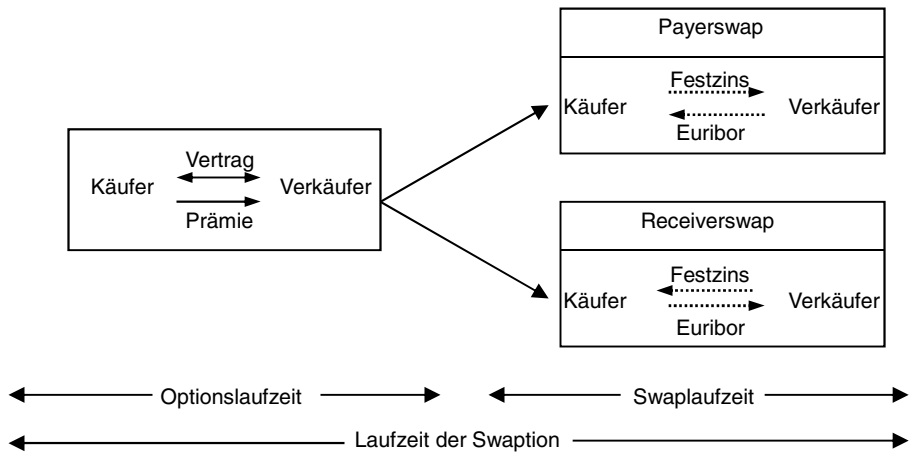 Payerswap
Festzins
Käufer
Verkäufer
Euribor
Vertrag
Käufer
Verkäufer
Prämie
Receiverswap
Festzins
Käufer
Verkäufer
Euribor
Optionslaufzeit
Swaplaufzeit
Laufzeit der Swaption